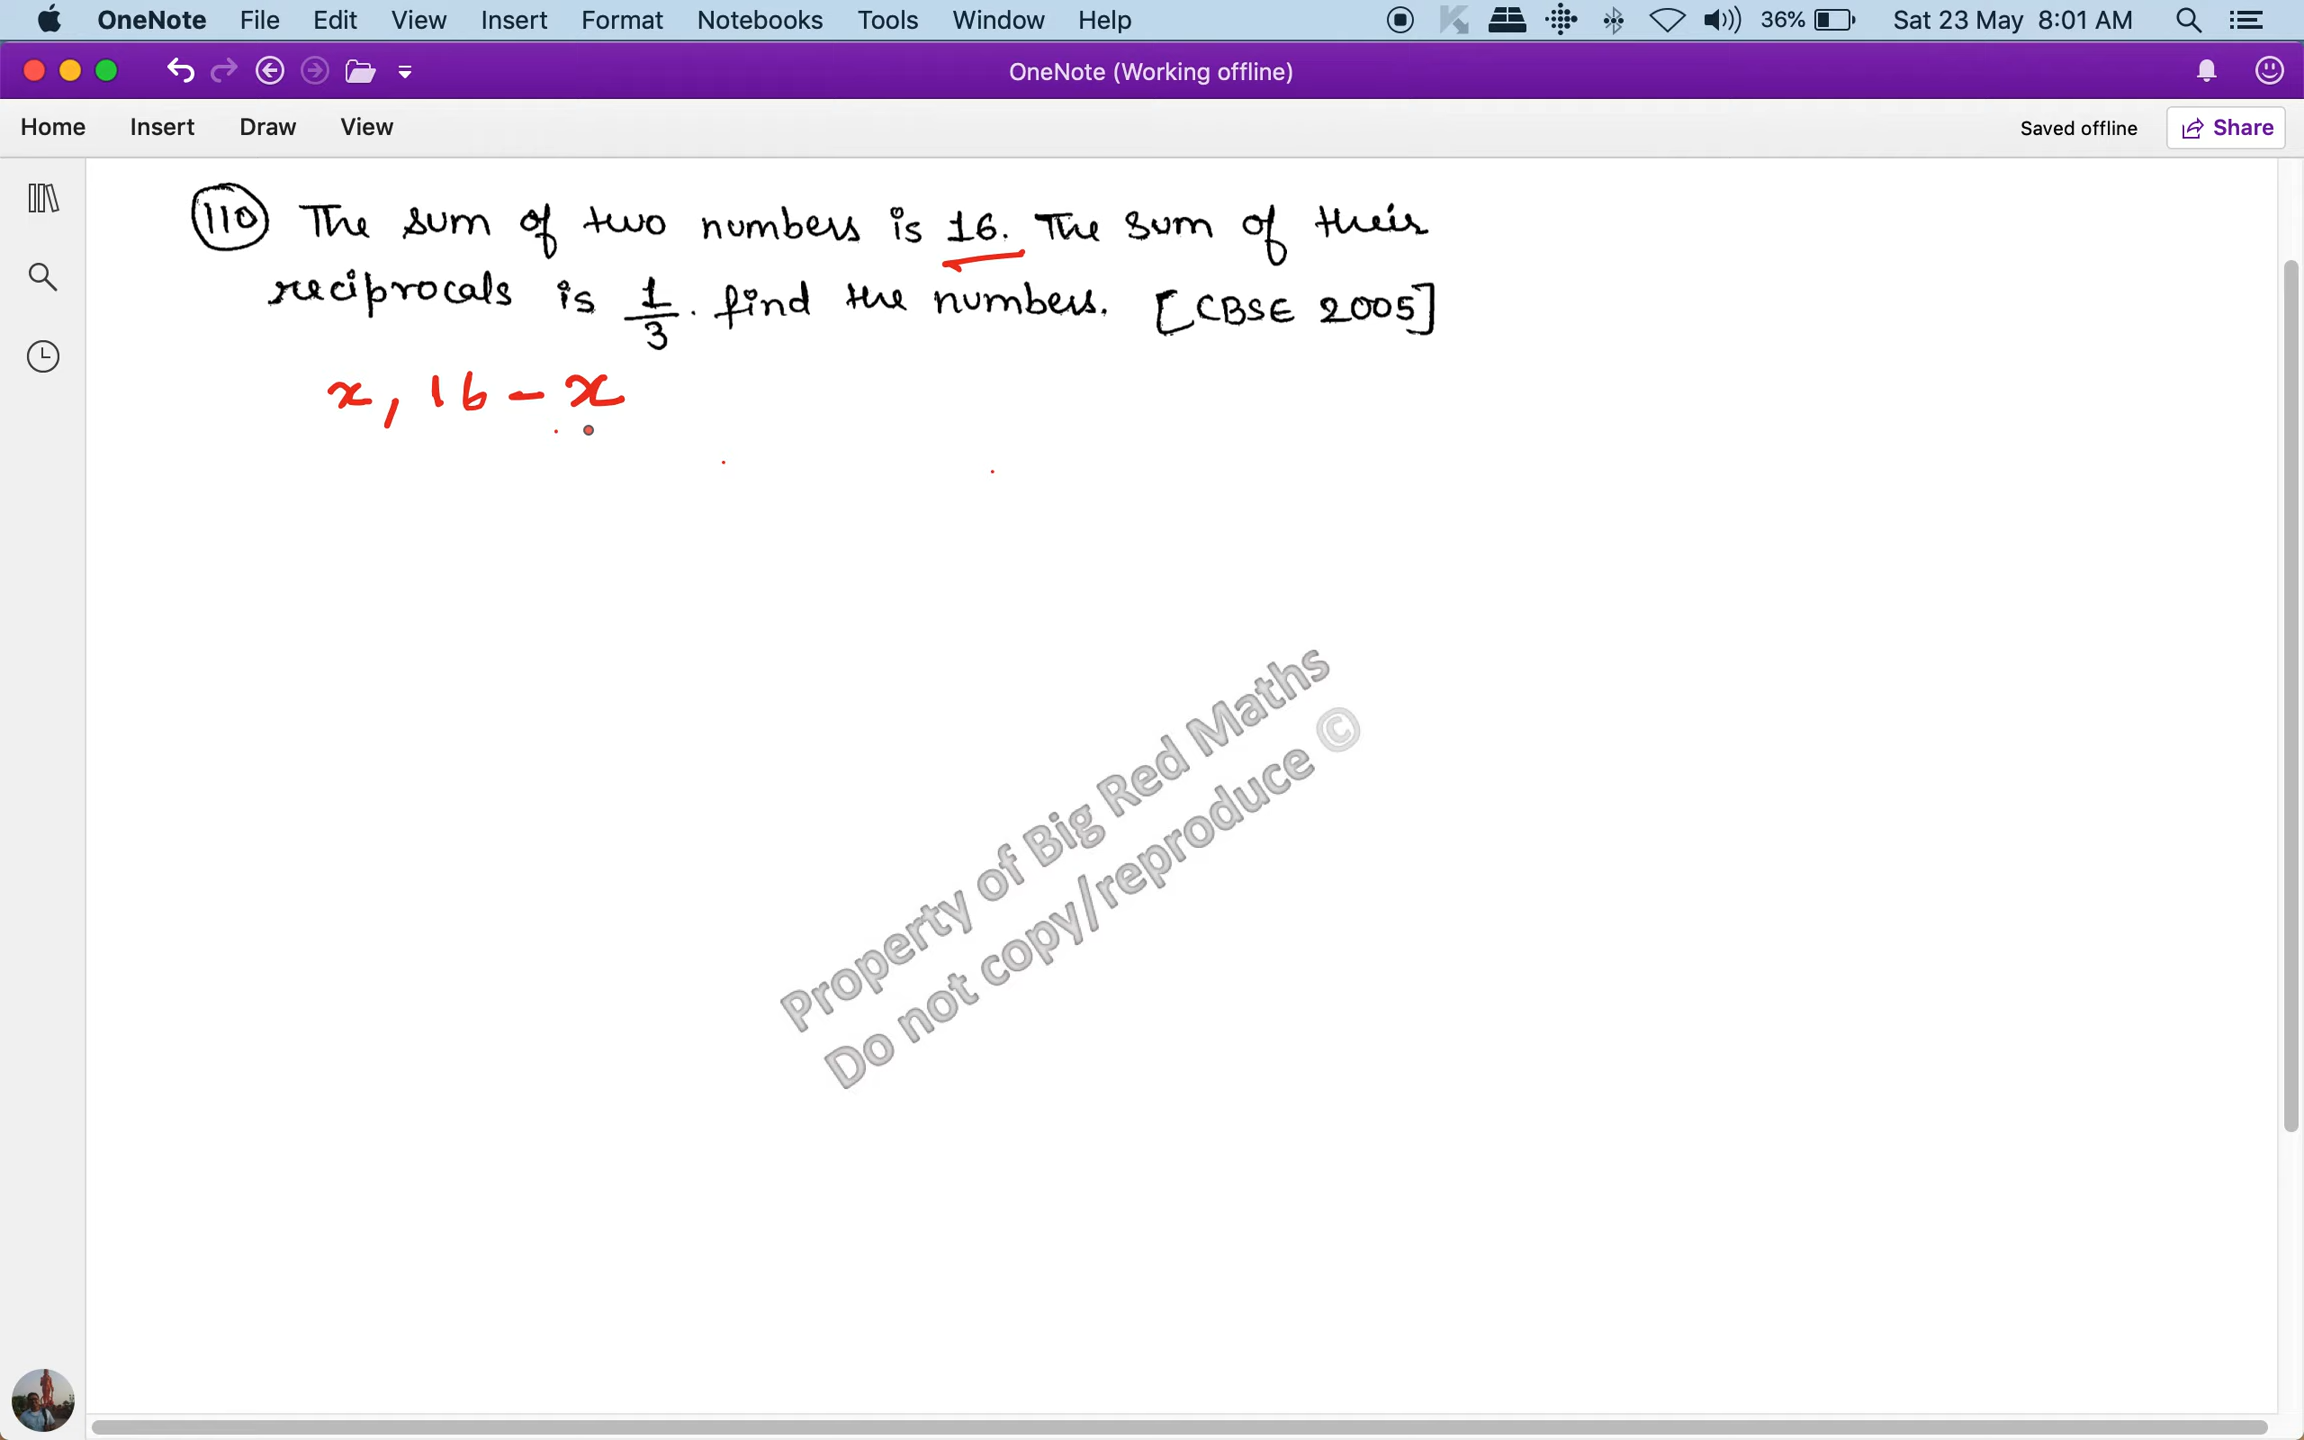 OneNote File Edit View Insert Format Notebooks Tools Window Help 36% Sat 23 May 8:01 AM
OneNote (Working offline)
Home Insert Draw View Saved offline Share
110 The sum of two numbers is 16. The sum of their
reciprocals is 1/3. find the numbers. [CBSE 2005]
x, 16 - x
Property of Big Red Maths
Do not copy/reproduce ©